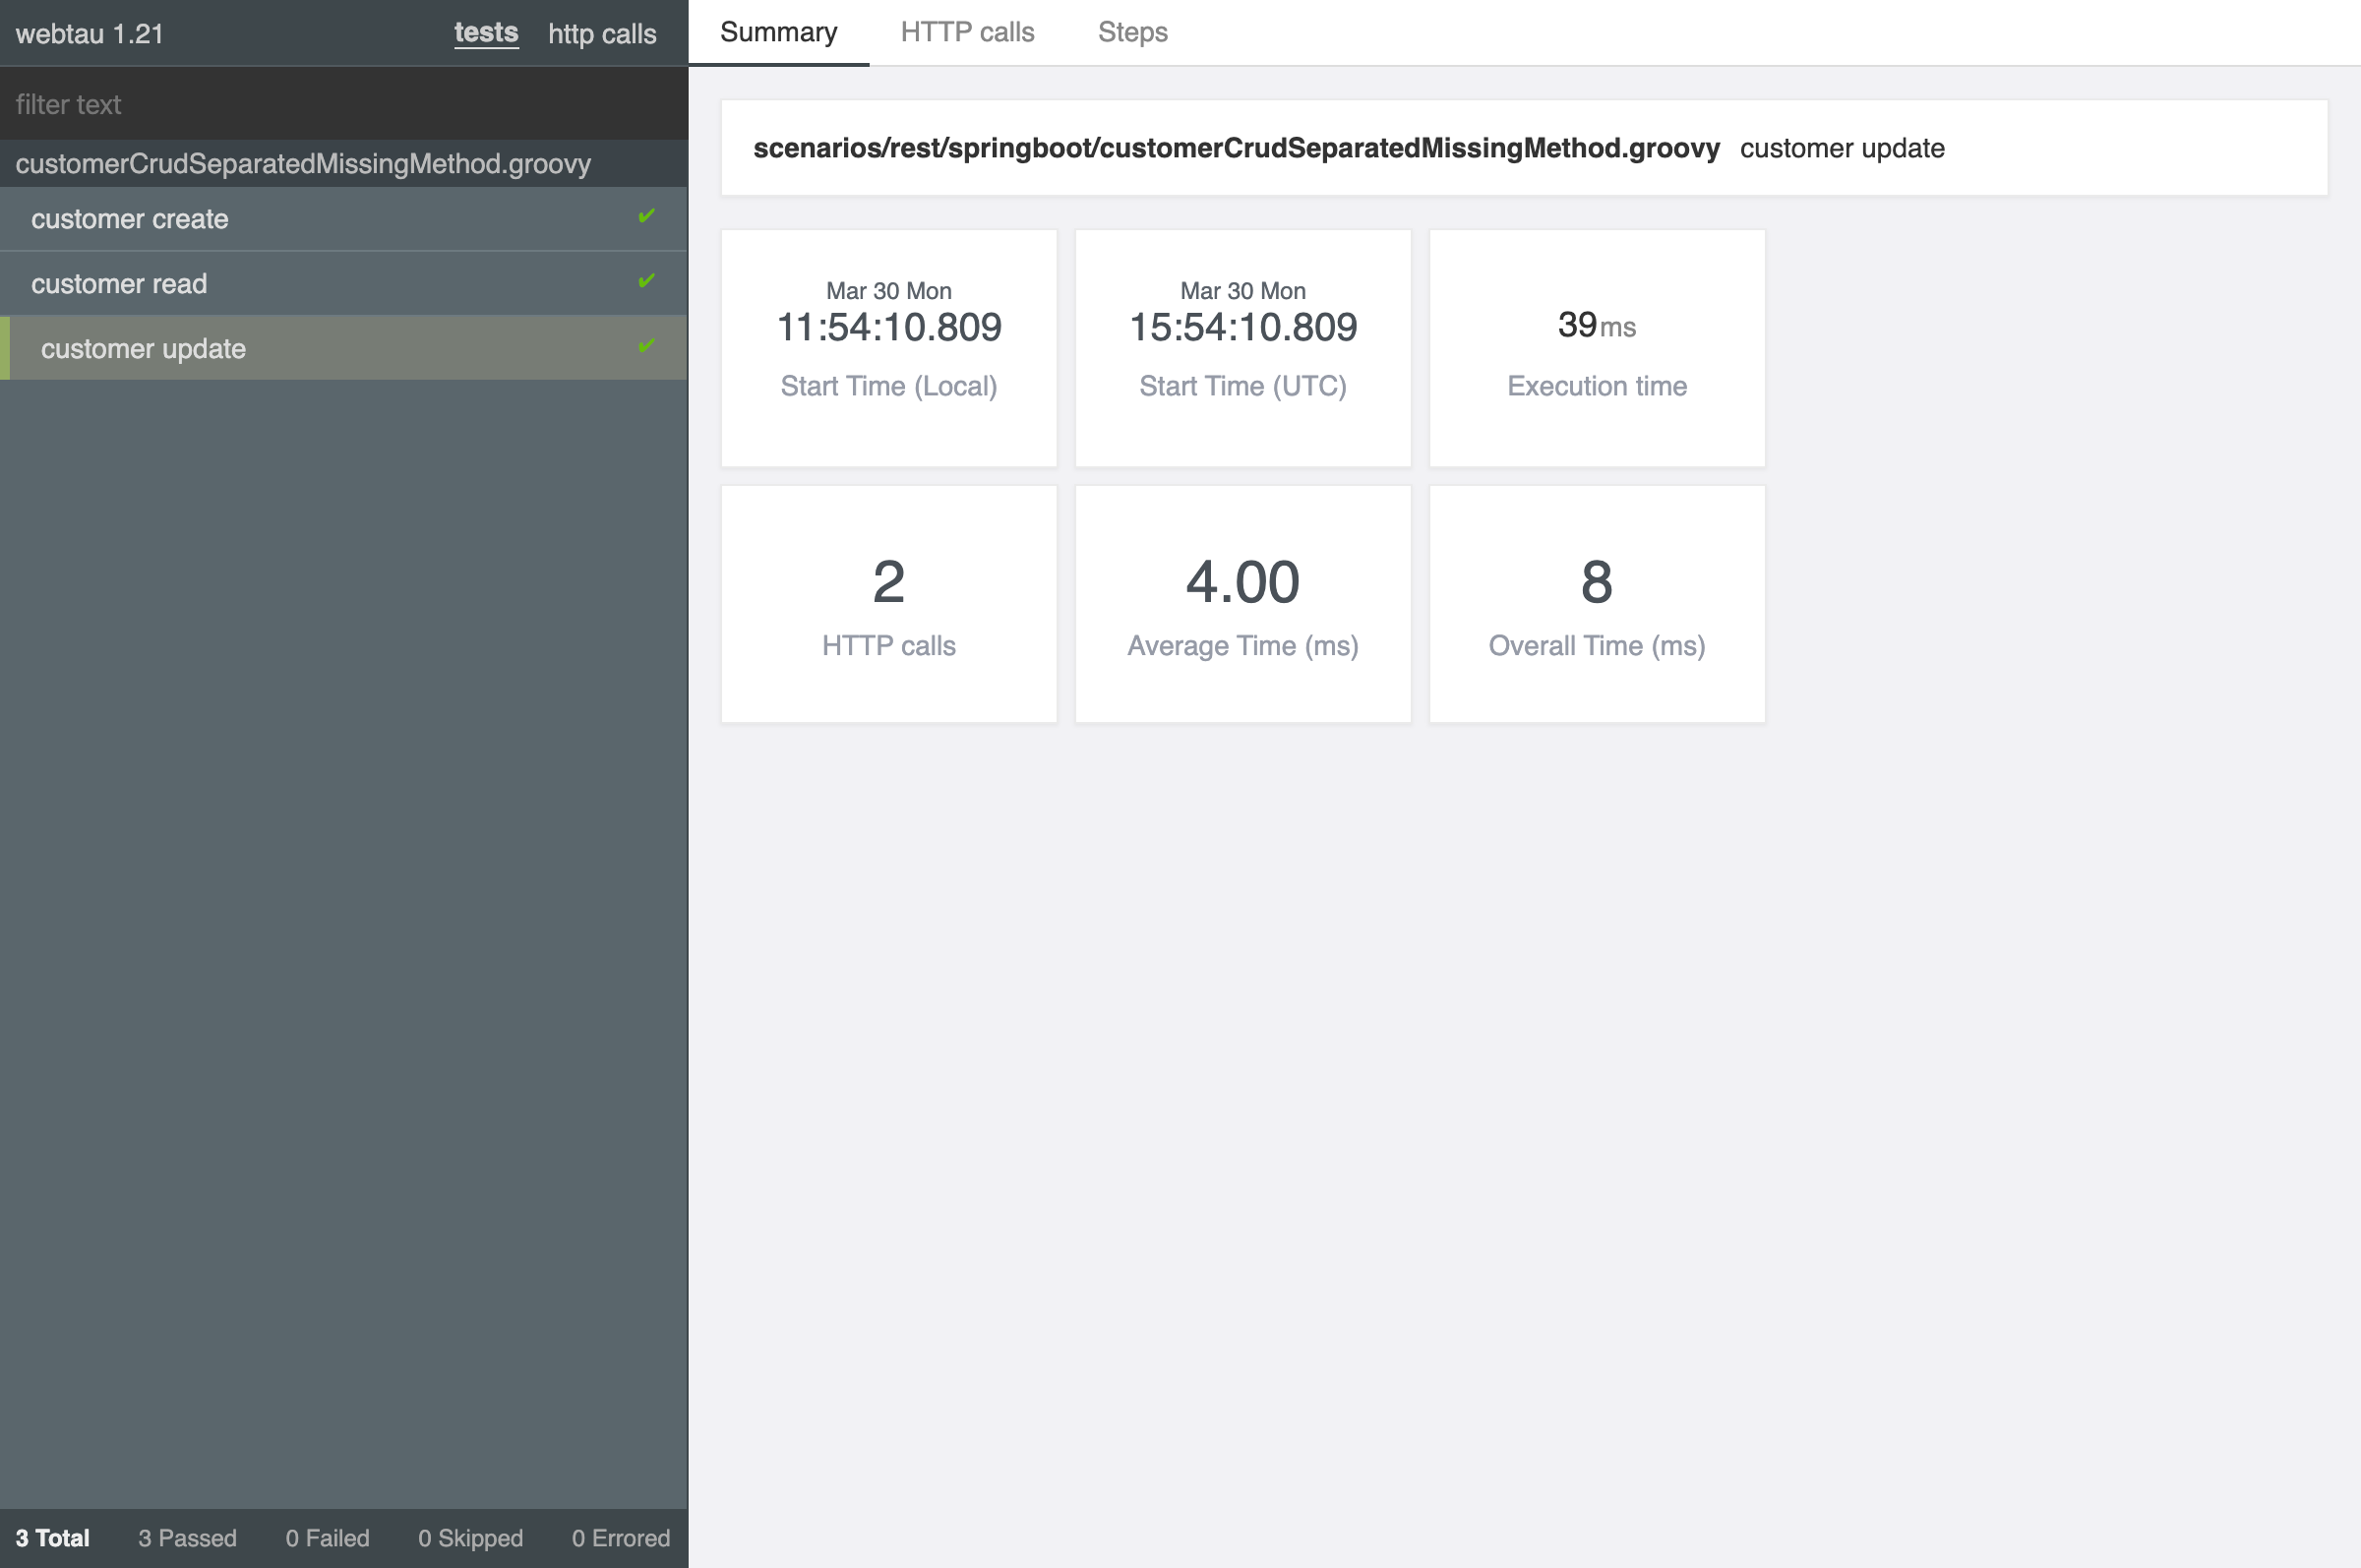 webtau 1.21 tests http calls
filter text
customerCrudSeparatedMissingMethod.groovy
customer create ✔
customer read ✔
customer update ✔
3 Total 3 Passed 0 Failed 0 Skipped 0 Errored
Summary HTTP calls Steps
scenarios/rest/springboot/customerCrudSeparatedMissingMethod.groovy customer update
Mar 30 Mon
11:54:10.809
Start Time (Local)
Mar 30 Mon
15:54:10.809
Start Time (UTC)
39ms
Execution time
2
HTTP calls
4.00
Average Time (ms)
8
Overall Time (ms)